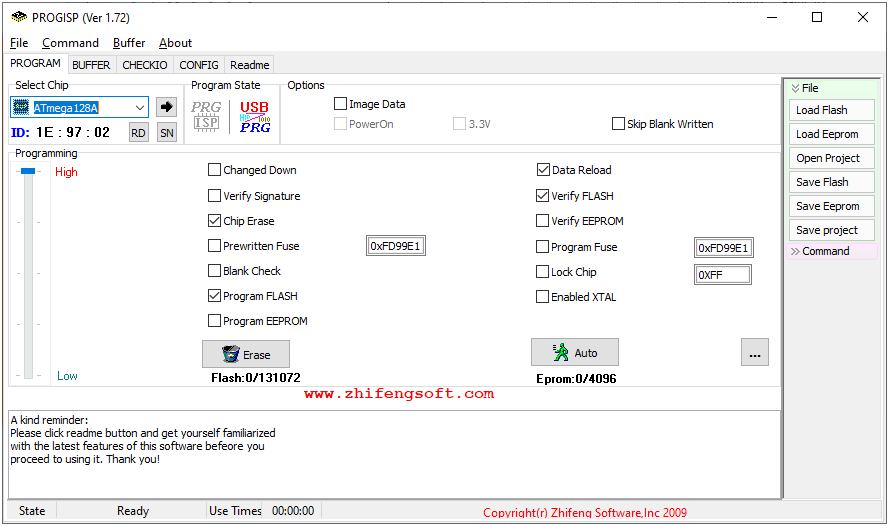 PROGISP (Ver 1.72)
File Command Buffer About
PROGRAM BUFFER CHECKIO CONFIG Readme
Select Chip
ATmega128A
ID: 1E : 97 : 02 RD SN
Program State
PRG
ISP
USB
PRG
Options
Image Data
PowerOn 3.3V Skip Blank Written
Programming
High
Low
Changed Down
Verify Signature
Chip Erase
Prewritten Fuse 0xFD99E1
Blank Check
Program FLASH
Program EEPROM
Erase
Flash:0/131072
Data Reload
Verify FLASH
Verify EEPROM
Program Fuse 0xFD99E1
Lock Chip 0XFF
Enabled XTAL
Auto ...
Eprom:0/4096
www.zhifengsoft.com
File
Load Flash
Load Eeprom
Open Project
Save Flash
Save Eeprom
Save project
Command
A kind reminder:
Please click readme button and get yourself familiarized
with the latest features of this software befeore you
proceed to using it. Thank you!
State Ready Use Times 00:00:00 Copyright(r) Zhifeng Software,Inc 2009